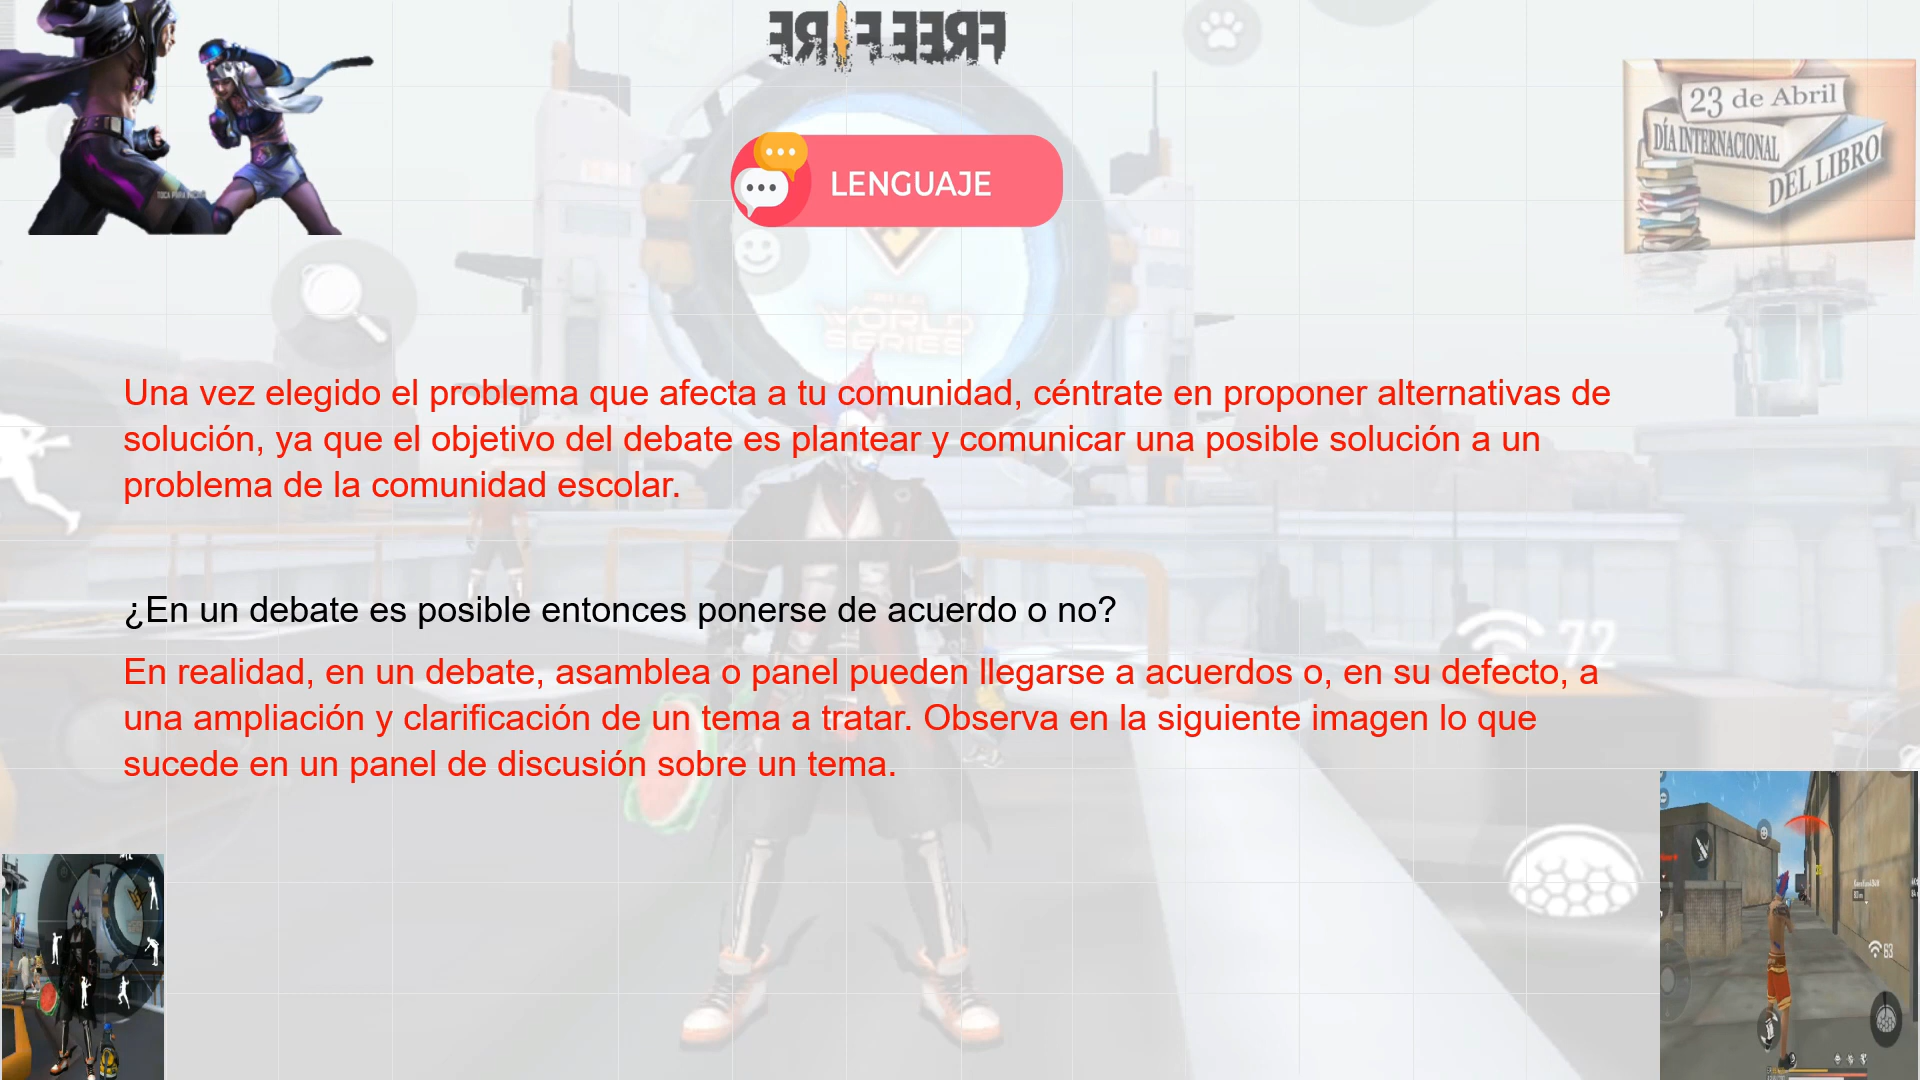 FREE FIRE
23 de Abril
DÍA INTERNACIONAL
DEL LIBRO
LENGUAJE
WORLD
SERIES
Una vez elegido el problema que afecta a tu comunidad, céntrate en proponer alternativas de
solución, ya que el objetivo del debate es plantear y comunicar una posible solución a un
problema de la comunidad escolar.
¿En un debate es posible entonces ponerse de acuerdo o no?
72
En realidad, en un debate, asamblea o panel pueden llegarse a acuerdos o, en su defecto, a
una ampliación y clarificación de un tema a tratar. Observa en la siguiente imagen lo que
sucede en un panel de discusión sobre un tema.
63